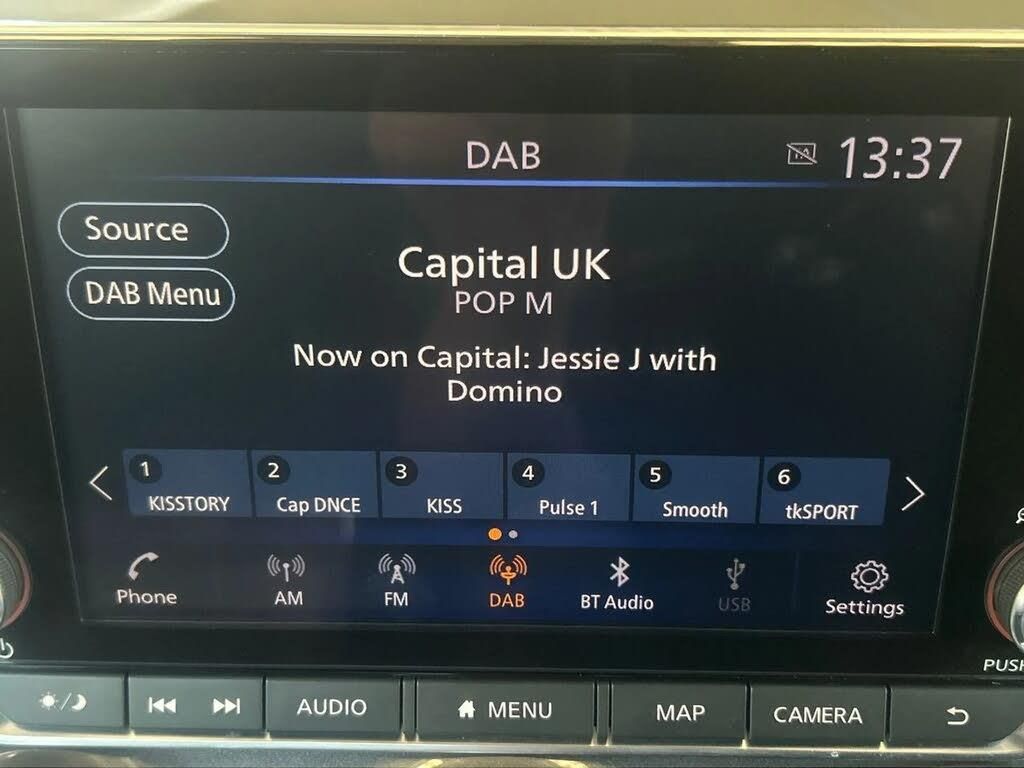 DAB
TA
13:37
Source
DAB Menu
Capital UK
POP M
Now on Capital: Jessie J with
Domino
1
KISSTORY
2
Cap DNCE
3
KISS
4
Pulse 1
5
Smooth
6
tkSPORT
Phone
AM
FM
DAB
BT Audio
USB
Settings
PUSH
AUDIO
MENU
MAP
CAMERA